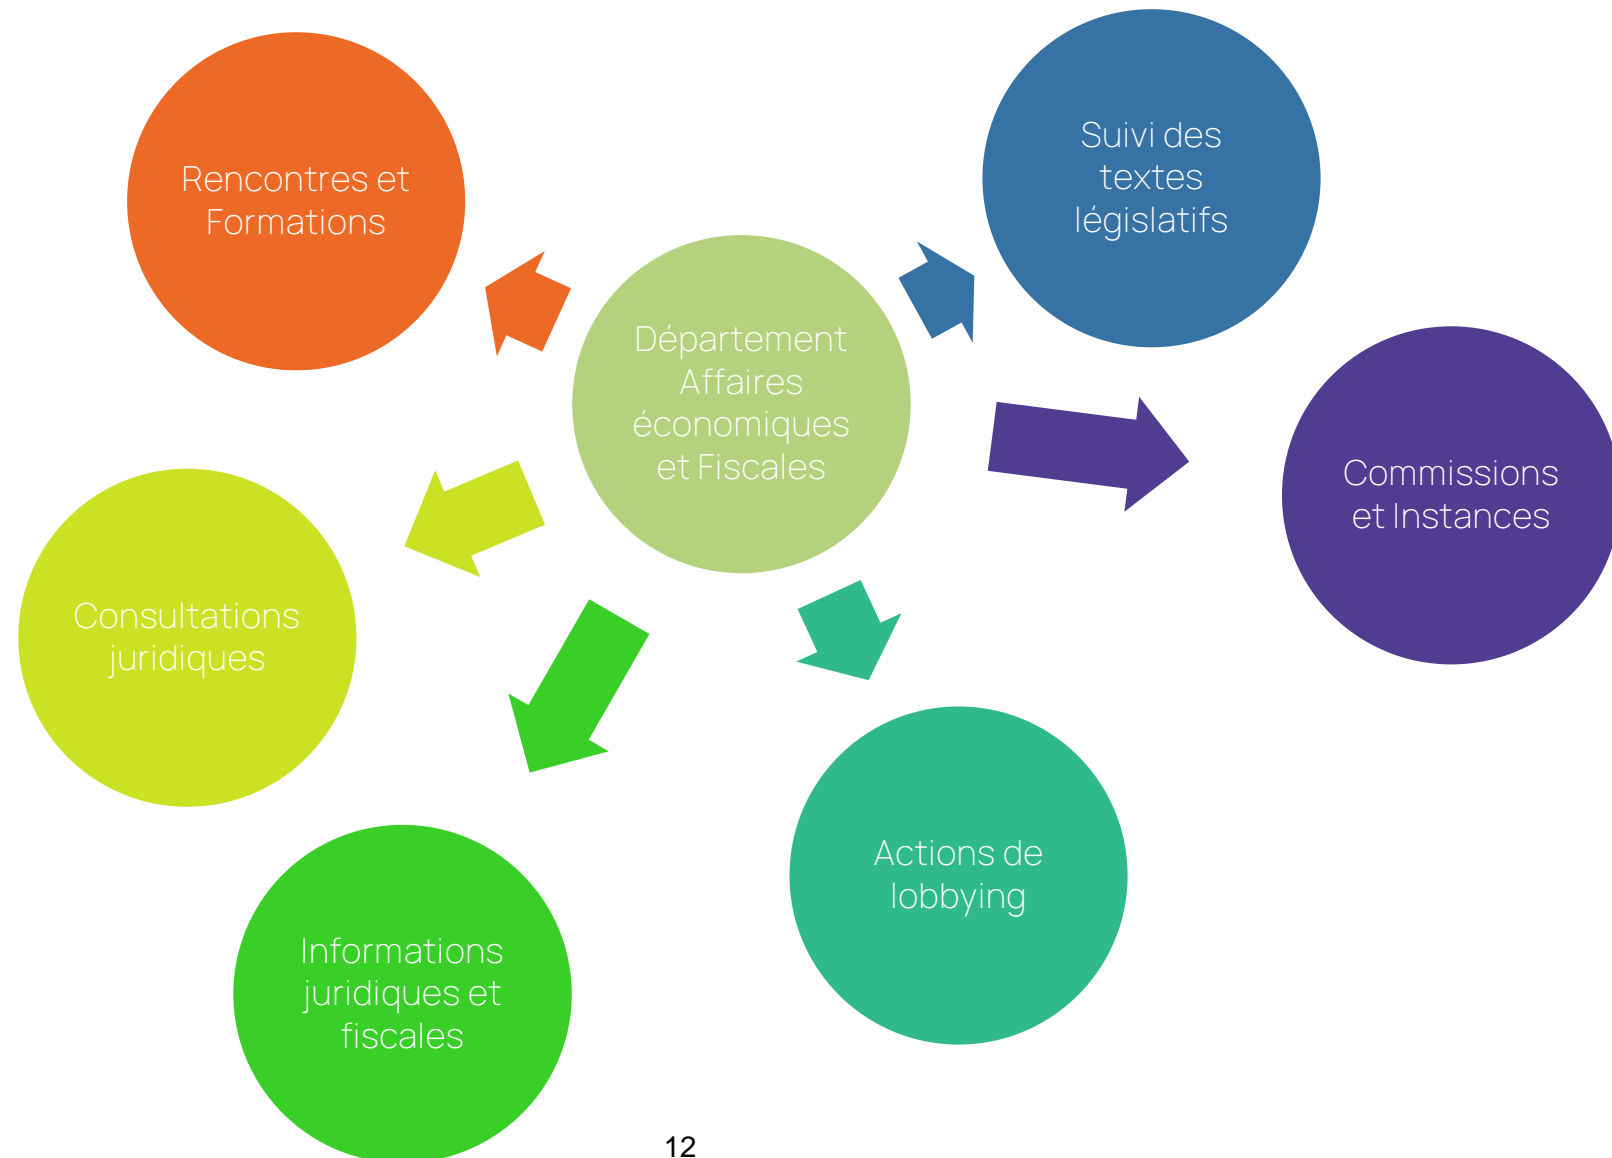 Rencontres et
Formations
Suivi des
textes
législatifs
Département
Affaires
économiques
et Fiscales
Commissions
et Instances
Consultations
juridiques
Actions de
lobbying
Informations
juridiques et
fiscales
12